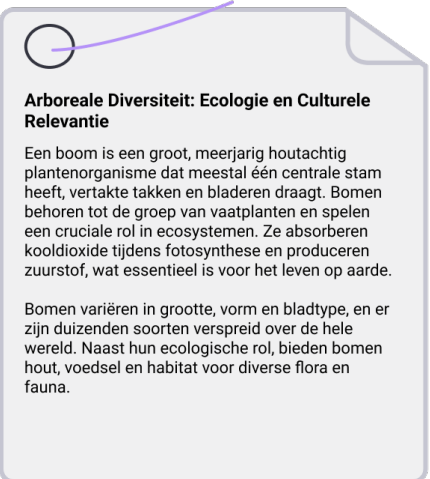 Arboreale Diversiteit: Ecologie en Culturele
Relevantie
Een boom is een groot, meerjarig houtachtig
plantenorganisme dat meestal één centrale stam
heeft, vertakte takken en bladeren draagt. Bomen
behoren tot de groep van vaatplanten en spelen
een cruciale rol in ecosystemen. Ze absorberen
kooldioxide tijdens fotosynthese en produceren
zuurstof, wat essentieel is voor het leven op aarde.
Bomen variëren in grootte, vorm en bladtype, en er
zijn duizenden soorten verspreid over de hele
wereld. Naast hun ecologische rol, bieden bomen
hout, voedsel en habitat voor diverse flora en
fauna.